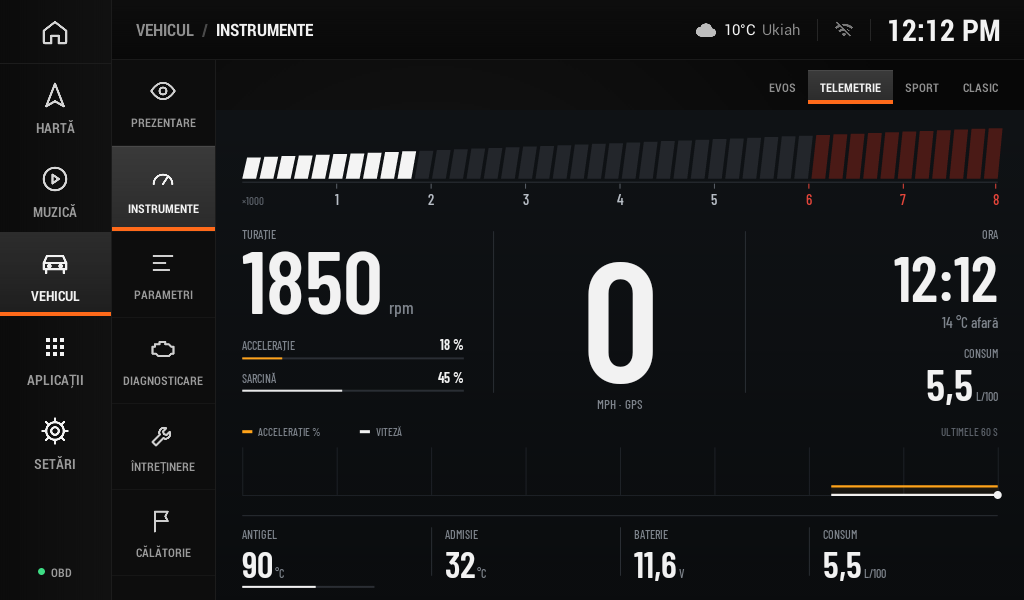 VEHICUL / INSTRUMENTE
10°C Ukiah
12:12 PM
HARTĂ
MUZICĂ
VEHICUL
APLICAȚII
SETĂRI
OBD
PREZENTARE
INSTRUMENTE
PARAMETRI
DIAGNOSTICARE
ÎNTREȚINERE
CĂLĂTORIE
EVOS TELEMETRIE SPORT CLASIC
×1000 1 2 3 4 5 6 7 8
TURAȚIE
1850 rpm
ACCELERAȚIE 18 %
SARCINĂ 45 %
0
MPH · GPS
ORA
12:12
14 °C afară
CONSUM
5,5 L/100
ACCELERAȚIE % VITEZĂ ULTIMELE 60 S
ANTIGEL ADMISIE BATERIE CONSUM
90 °C 32 °C 11,6 V 5,5 L/100